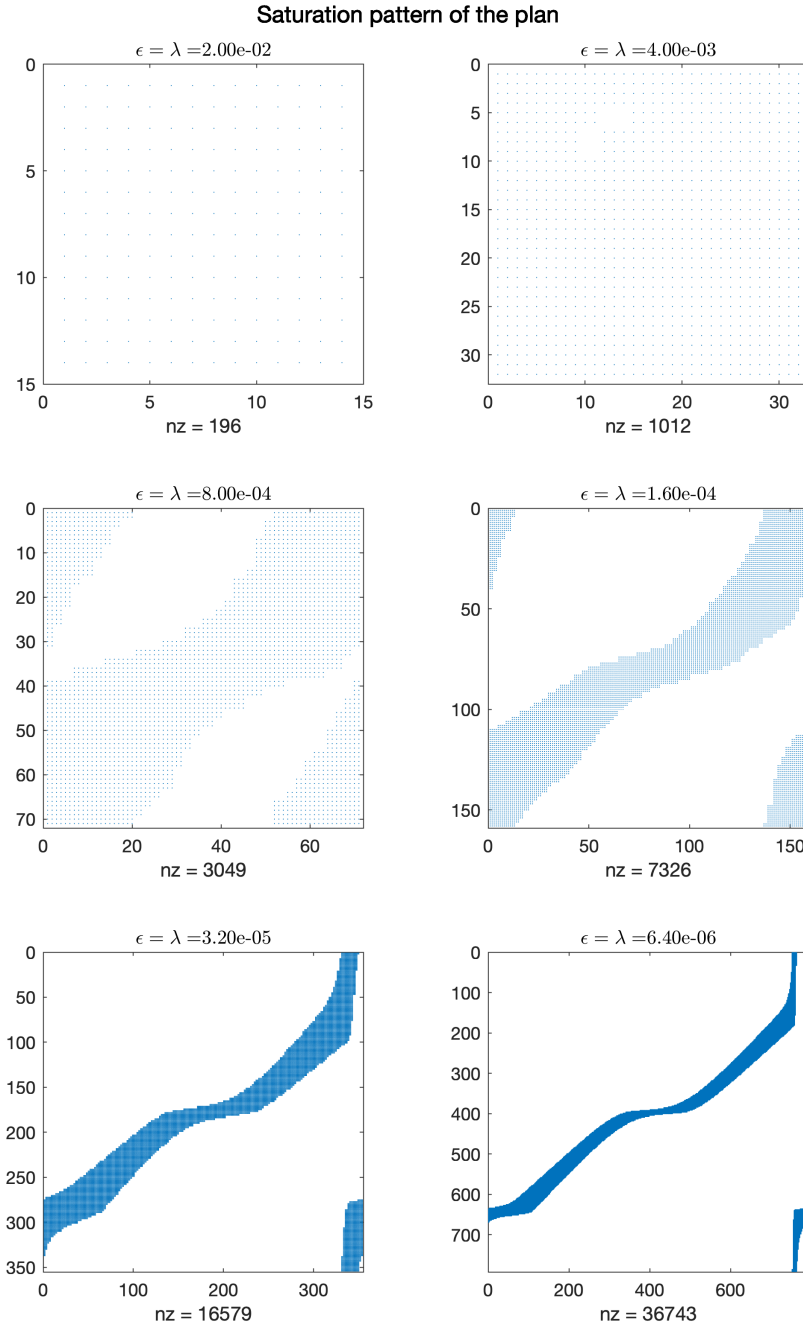 Saturation pattern of the plan
ϵ = λ =2.00e-02
0
5
10
15
0 5 10 15
nz = 196
ϵ = λ =4.00e-03
0
5
10
15
20
25
30
0 10 20 30
nz = 1012
ϵ = λ =8.00e-04
0
10
20
30
40
50
60
70
0 20 40 60
nz = 3049
ϵ = λ =1.60e-04
0
50
100
150
0 50 100 150
nz = 7326
ϵ = λ =3.20e-05
0
50
100
150
200
250
300
350
0 100 200 300
nz = 16579
ϵ = λ =6.40e-06
0
100
200
300
400
500
600
700
0 200 400 600
nz = 36743